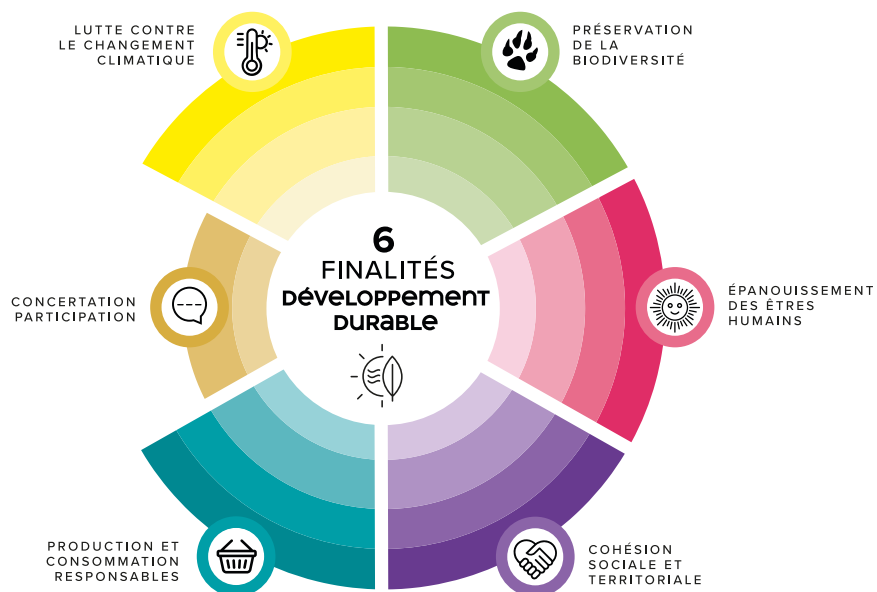 LUTTE CONTRE
LE CHANGEMENT
CLIMATIQUE
PRÉSERVATION
DE LA
BIODIVERSITÉ
6
FINALITÉS
DÉVELOPPEMENT
DURABLE
CONCERTATION
PARTICIPATION
ÉPANOUISSEMENT
DES ÊTRES
HUMAINS
PRODUCTION ET
CONSOMMATION
RESPONSABLES
COHÉSION
SOCIALE ET
TERRITORIALE